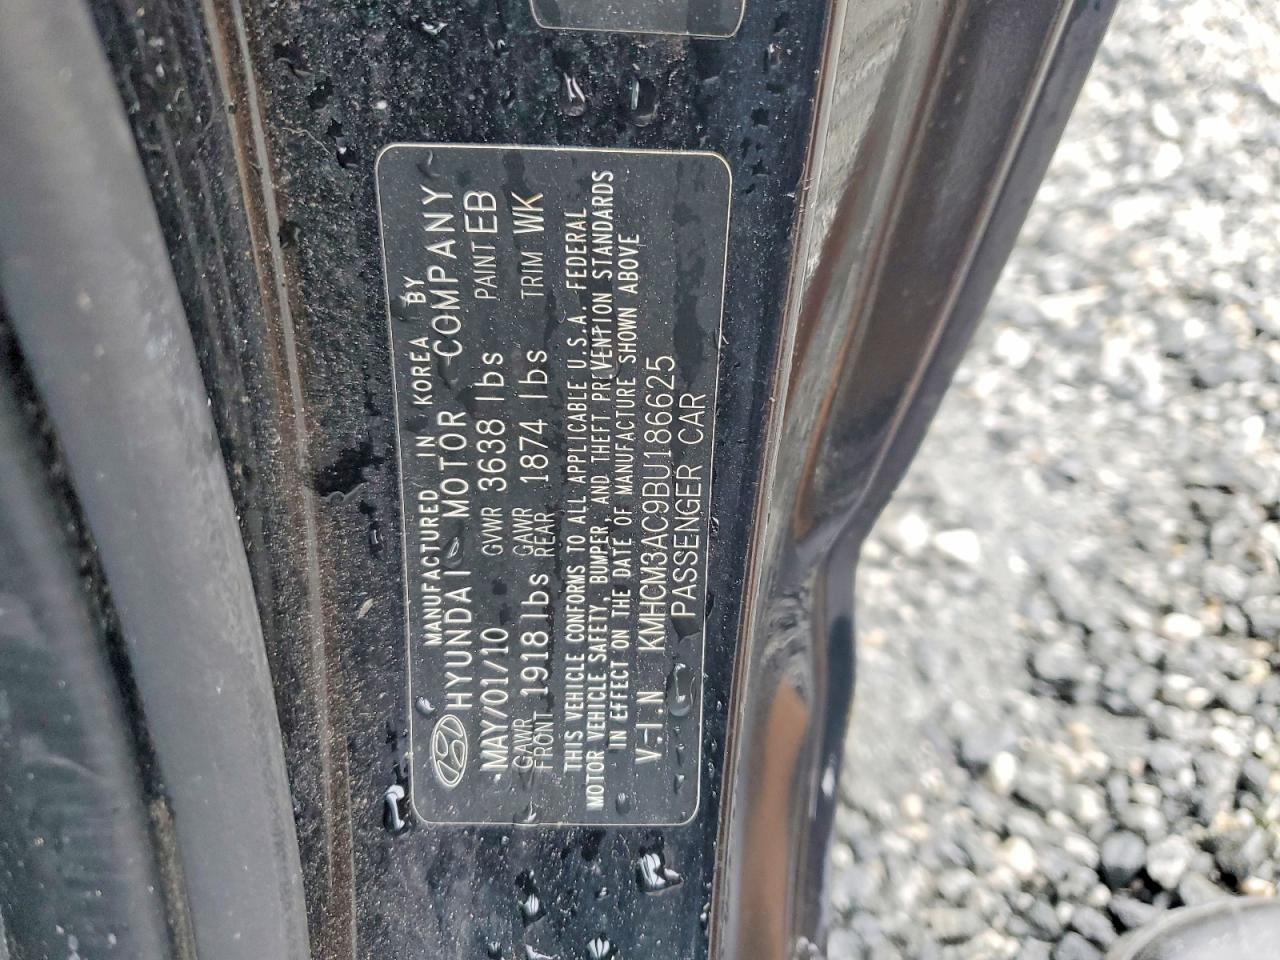 MANUFACTURED IN KOREA BY
HYUNDAI MOTOR COMPANY
MAY/01/10 GVWR 3638 lbs PAINT EB
GAWR FRONT 1918 lbs GAWR REAR 1874 lbs TRIM WK
THIS VEHICLE CONFORMS TO ALL APPLICABLE U.S.A. FEDERAL
MOTOR VEHICLE SAFETY, BUMPER, AND THEFT PREVENTION STANDARDS
IN EFFECT ON THE DATE OF MANUFACTURE SHOWN ABOVE
V.I.N KMHCM3AC9BU186625
PASSENGER CAR